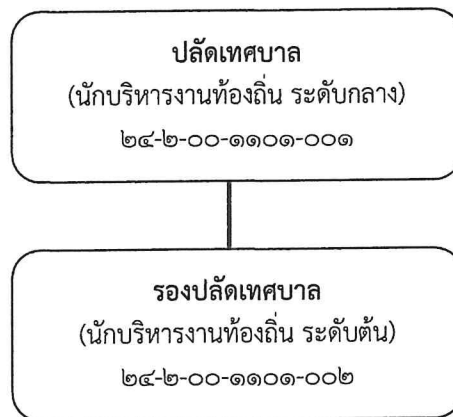 ปลัดเทศบาล
(นักบริหารงานท้องถิ่น ระดับกลาง)
๒๔-๒-๐๐-๑๑๐๑-๐๐๑
รองปลัดเทศบาล
(นักบริหารงานท้องถิ่น ระดับต้น)
๒๔-๒-๐๐-๑๑๐๑-๐๐๒